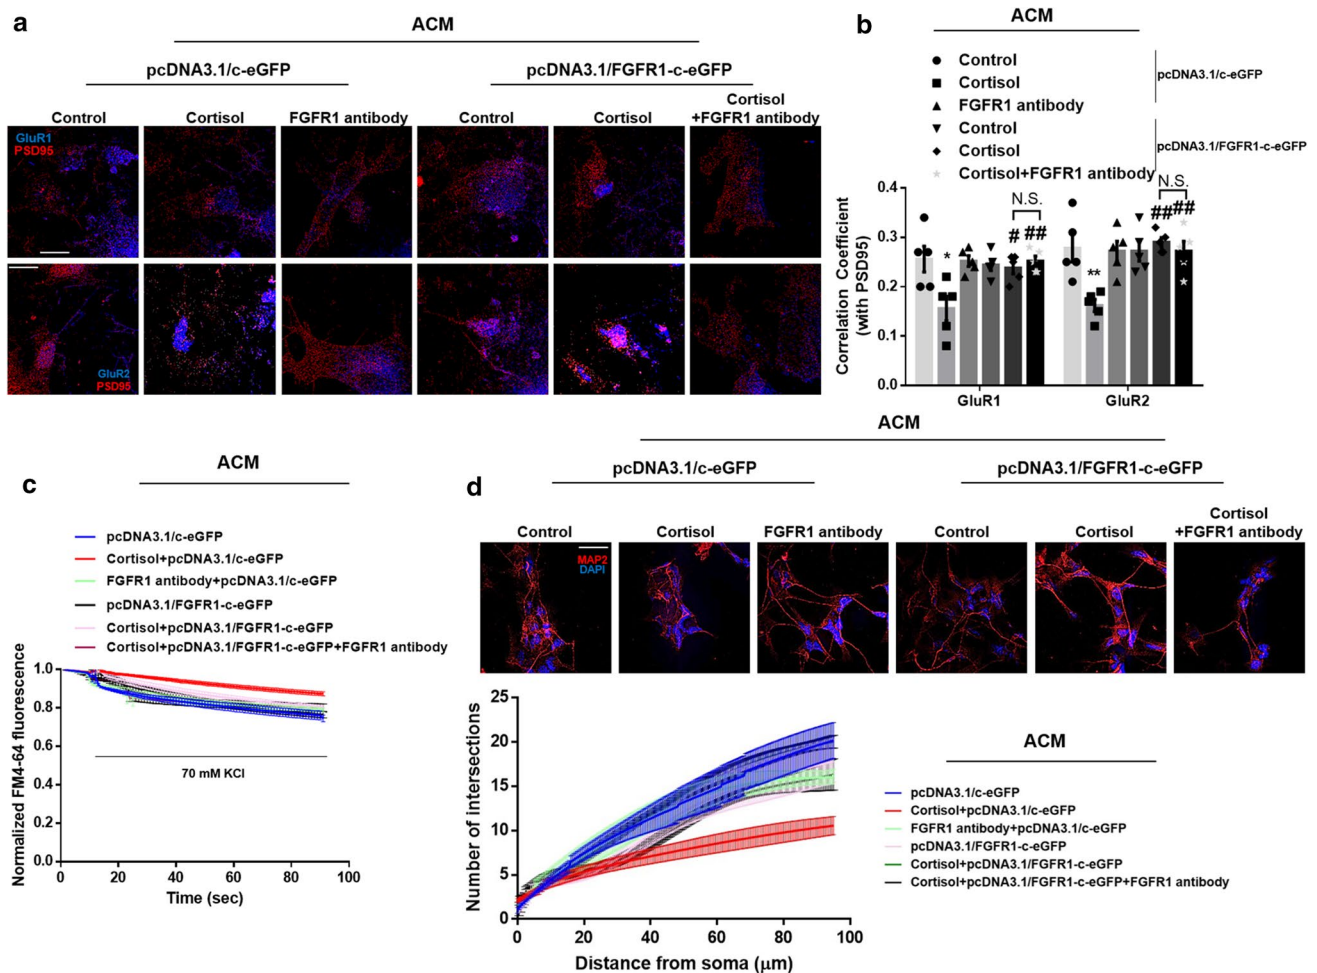 a
ACM
pcDNA3.1/c-eGFP
pcDNA3.1/FGFR1-c-eGFP
Control
Cortisol
FGFR1 antibody
Control
Cortisol
Cortisol
+FGFR1 antibody
GluR1
PSD95
GluR2
PSD95
b
ACM
Control
Cortisol
FGFR1 antibody
pcDNA3.1/c-eGFP
Control
Cortisol
Cortisol+FGFR1 antibody
pcDNA3.1/FGFR1-c-eGFP
Correlation Coefficient
(with PSD95)
0.4
0.3
0.2
0.1
0.0
*
#
##
N.S.
**
##
##
N.S.
GluR1
GluR2
c
ACM
pcDNA3.1/c-eGFP
Cortisol+pcDNA3.1/c-eGFP
FGFR1 antibody+pcDNA3.1/c-eGFP
pcDNA3.1/FGFR1-c-eGFP
Cortisol+pcDNA3.1/FGFR1-c-eGFP
Cortisol+pcDNA3.1/FGFR1-c-eGFP+FGFR1 antibody
Normalized FM4-64 fluorescence
1.0
0.8
0.6
0.4
0.2
0.0
70 mM KCl
0 20 40 60 80 100
Time (sec)
d
ACM
pcDNA3.1/c-eGFP
pcDNA3.1/FGFR1-c-eGFP
Control
Cortisol
FGFR1 antibody
Control
Cortisol
Cortisol
+FGFR1 antibody
MAP2
DAPI
Number of intersections
25
20
15
10
5
0
0 20 40 60 80 100
Distance from soma (μm)
ACM
pcDNA3.1/c-eGFP
Cortisol+pcDNA3.1/c-eGFP
FGFR1 antibody+pcDNA3.1/c-eGFP
pcDNA3.1/FGFR1-c-eGFP
Cortisol+pcDNA3.1/FGFR1-c-eGFP
Cortisol+pcDNA3.1/FGFR1-c-eGFP+FGFR1 antibody